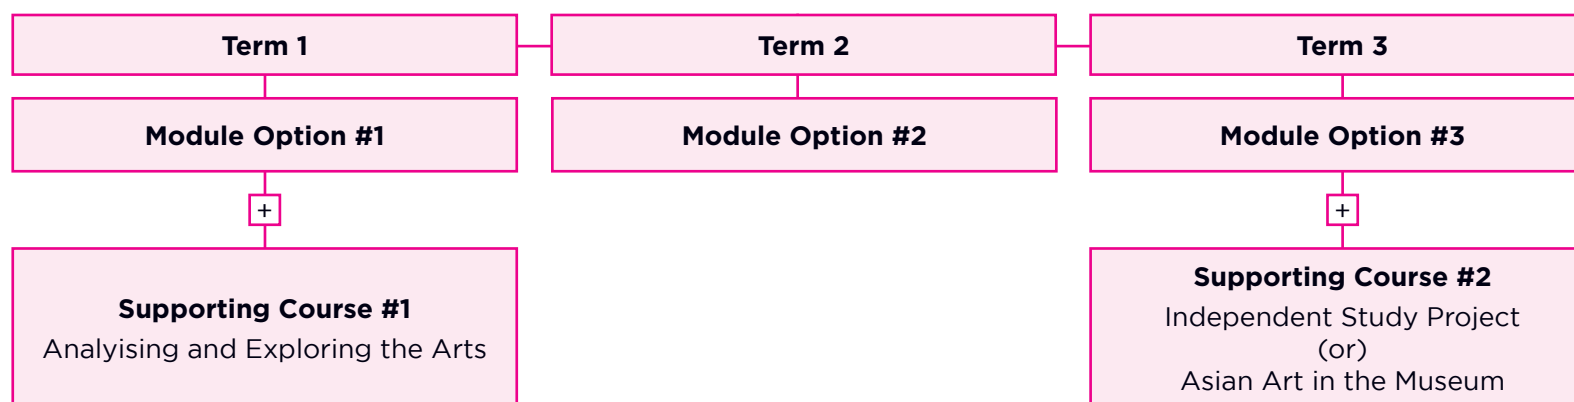 Term 1
Term 2
Term 3
Module Option #1
Module Option #2
Module Option #3
+
+
Supporting Course #1
Analyising and Exploring the Arts
Supporting Course #2
Independent Study Project
(or)
Asian Art in the Museum